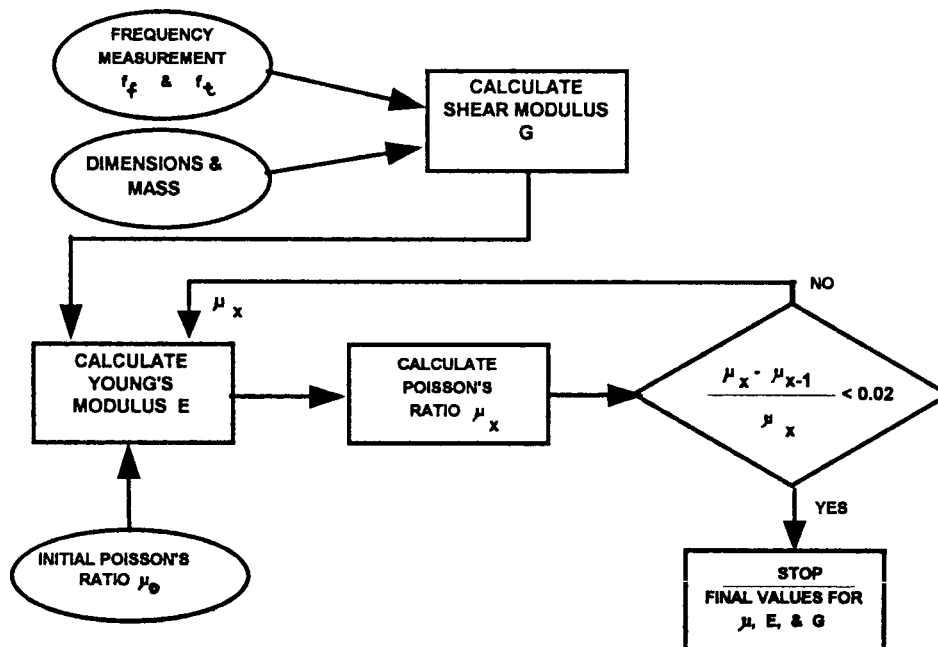 FREQUENCY
MEASUREMENT
f_f & f_t
CALCULATE
SHEAR MODULUS
G
DIMENSIONS &
MASS
NO
μ_x
CALCULATE
YOUNG'S
MODULUS E
CALCULATE
POISSON'S
RATIO μ_x
μ_x - μ_x-1
< 0.02
μ_x
YES
INITIAL POISSON'S
RATIO μ_o
STOP
FINAL VALUES FOR
μ, E, & G